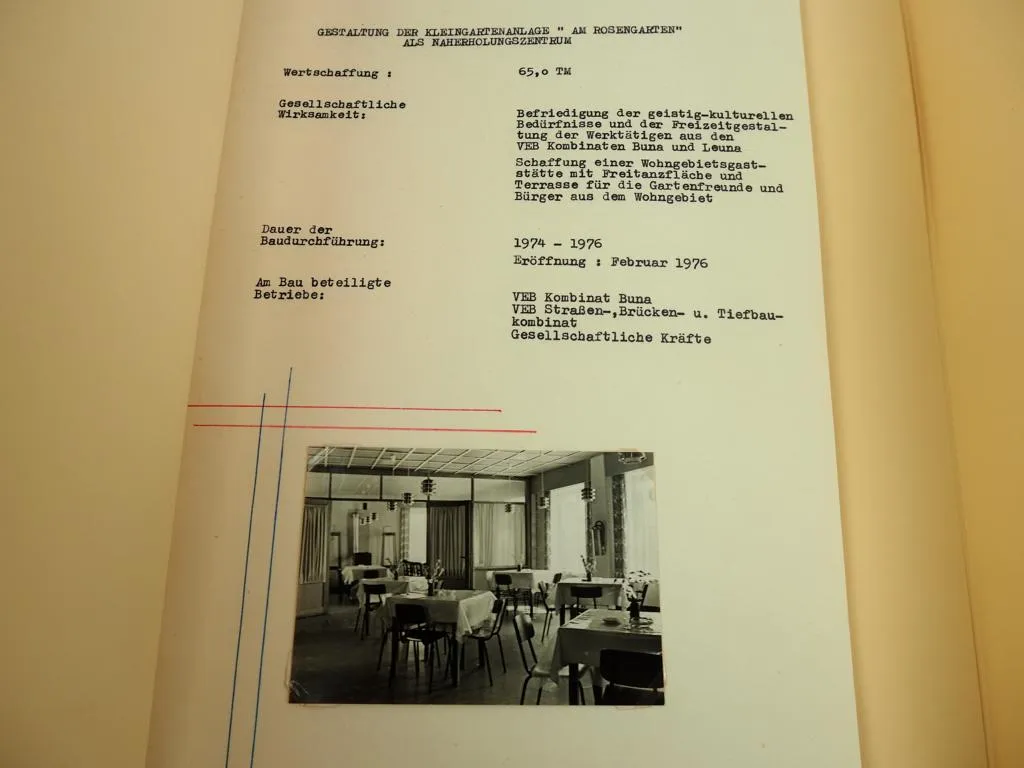 GESTALTUNG DER KLEINGARTENANLAGE " AM ROSENGARTEN"
ALS NAHERHOLUNGSZENTRUM
Wertschaffung : 65,o TM
Gesellschaftliche
Wirksamkeit:
Befriedigung der geistig-kulturellen
Bedürfnisse und der Freizeitgestal-
tung der Werktätigen aus den
VEB Kombinaten Buna und Leuna
Schaffung einer Wohngebietsgast-
stätte mit Freitanzfläche und
Terrasse für die Gartenfreunde und
Bürger aus dem Wohngebiet
Dauer der
Baudurchführung: 1974 - 1976
Eröffnung : Februar 1976
Am Bau beteiligte
Betriebe:
VEB Kombinat Buna
VEB Straßen-,Brücken- u. Tiefbau-
kombinat
Gesellschaftliche Kräfte